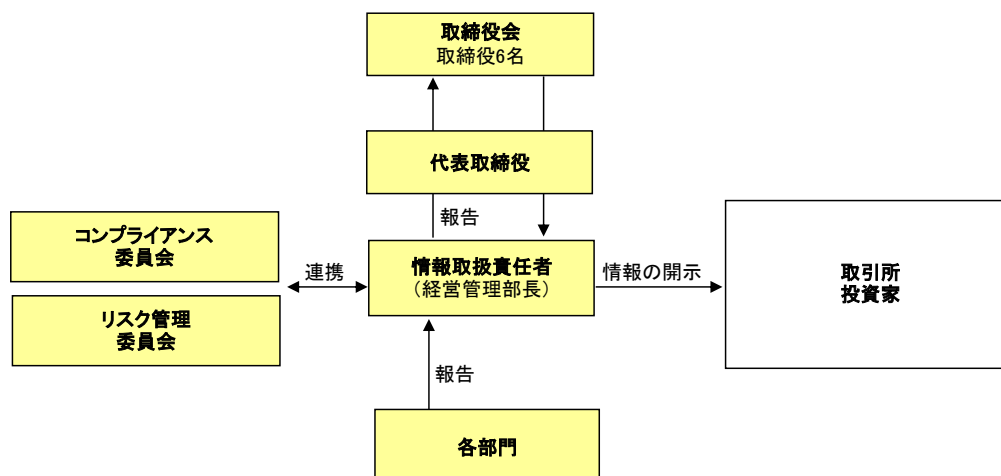 取締役会
取締役6名
代表取締役
報告
コンプライアンス
委員会
リスク管理
委員会
連携
情報取扱責任者
（経営管理部長）
情報の開示
取引所
投資家
報告
各部門